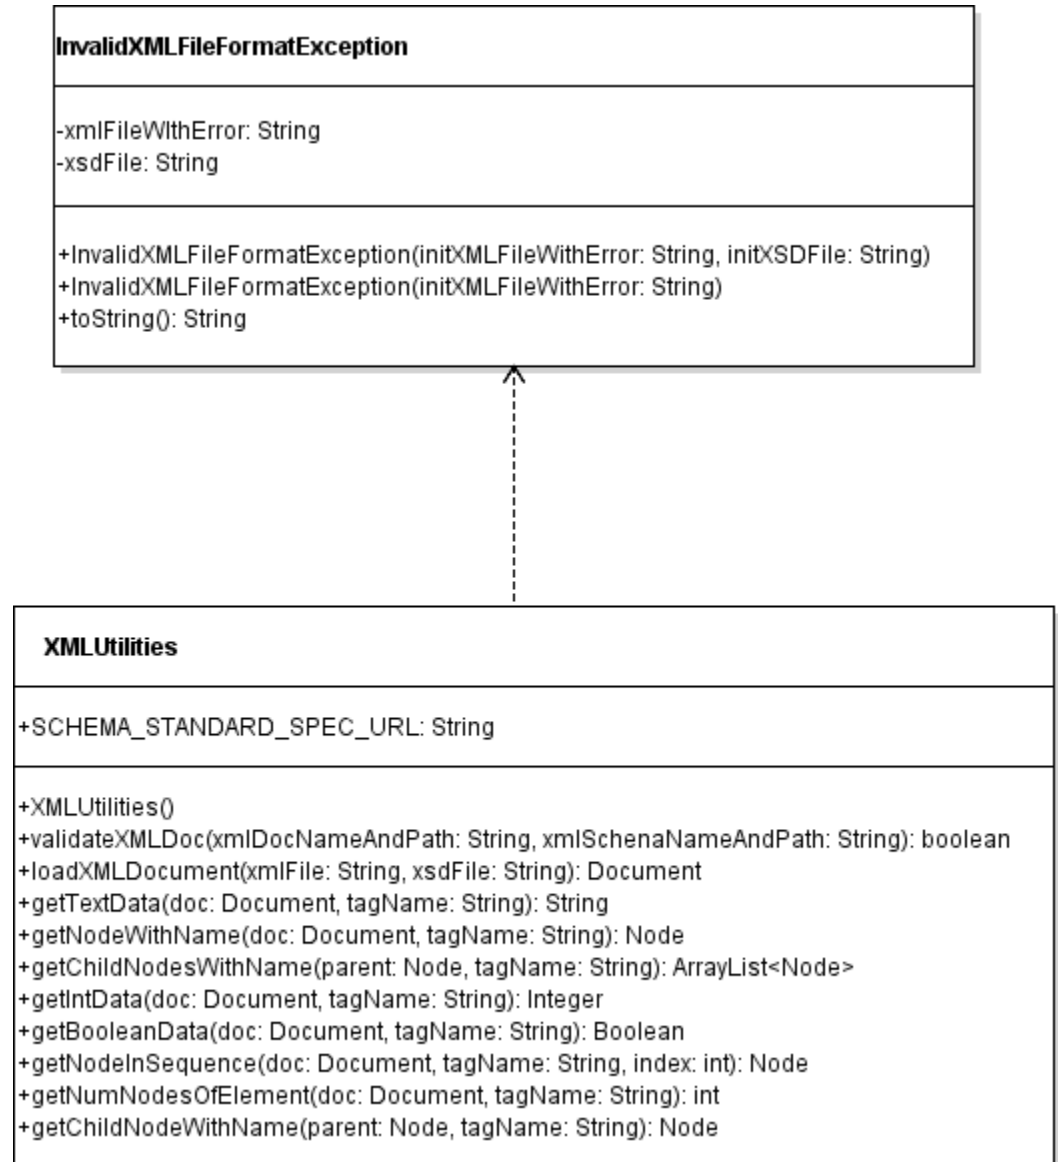 InvalidXMLFileFormatException
-xmlFileWIthError: String
-xsdFile: String
+InvalidXMLFileFormatException(initXMLFileWithError: String, initXSDFile: String)
+InvalidXMLFileFormatException(initXMLFileWithError: String)
+toString(): String
XMLUtilities
+SCHEMA_STANDARD_SPEC_URL: String
+XMLUtilities()
+validateXMLDoc(xmlDocNameAndPath: String, xmlSchenaNameAndPath: String): boolean
+loadXMLDocument(xmlFile: String, xsdFile: String): Document
+getTextData(doc: Document, tagName: String): String
+getNodeWithName(doc: Document, tagName: String): Node
+getChildNodesWithName(parent: Node, tagName: String): ArrayList<Node>
+getIntData(doc: Document, tagName: String): Integer
+getBooleanData(doc: Document, tagName: String): Boolean
+getNodeInSequence(doc: Document, tagName: String, index: int): Node
+getNumNodesOfElement(doc: Document, tagName: String): int
+getChildNodeWithName(parent: Node, tagName: String): Node